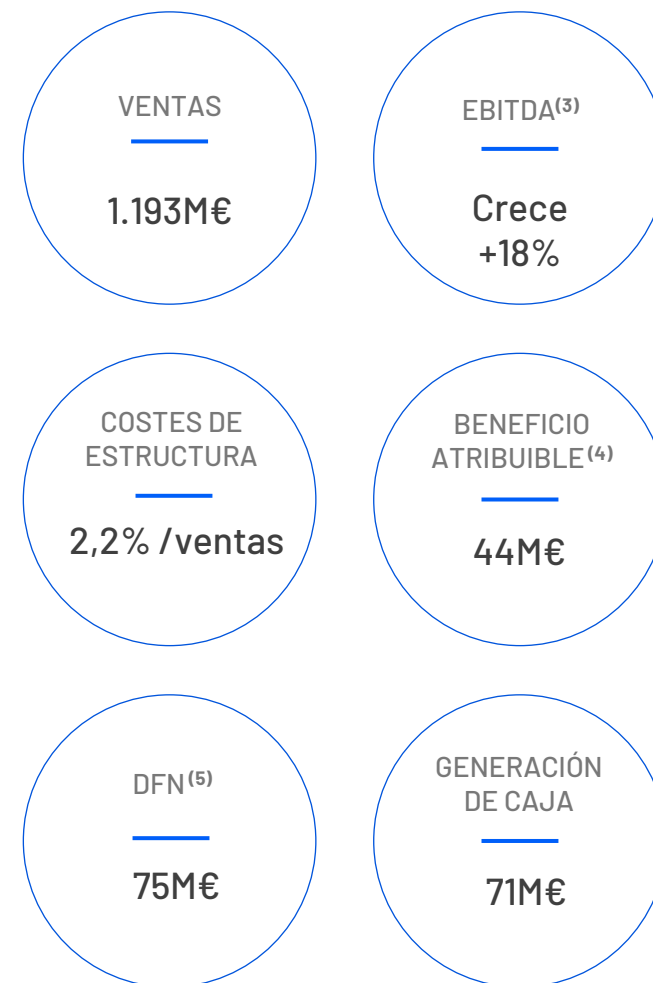 VENTAS
1.193M€
EBITDA(3)
Crece
+18%
COSTES DE
ESTRUCTURA
2,2% /ventas
BENEFICIO
ATRIBUIBLE(4)
44M€
DFN(5)
75M€
GENERACIÓN
DE CAJA
71M€